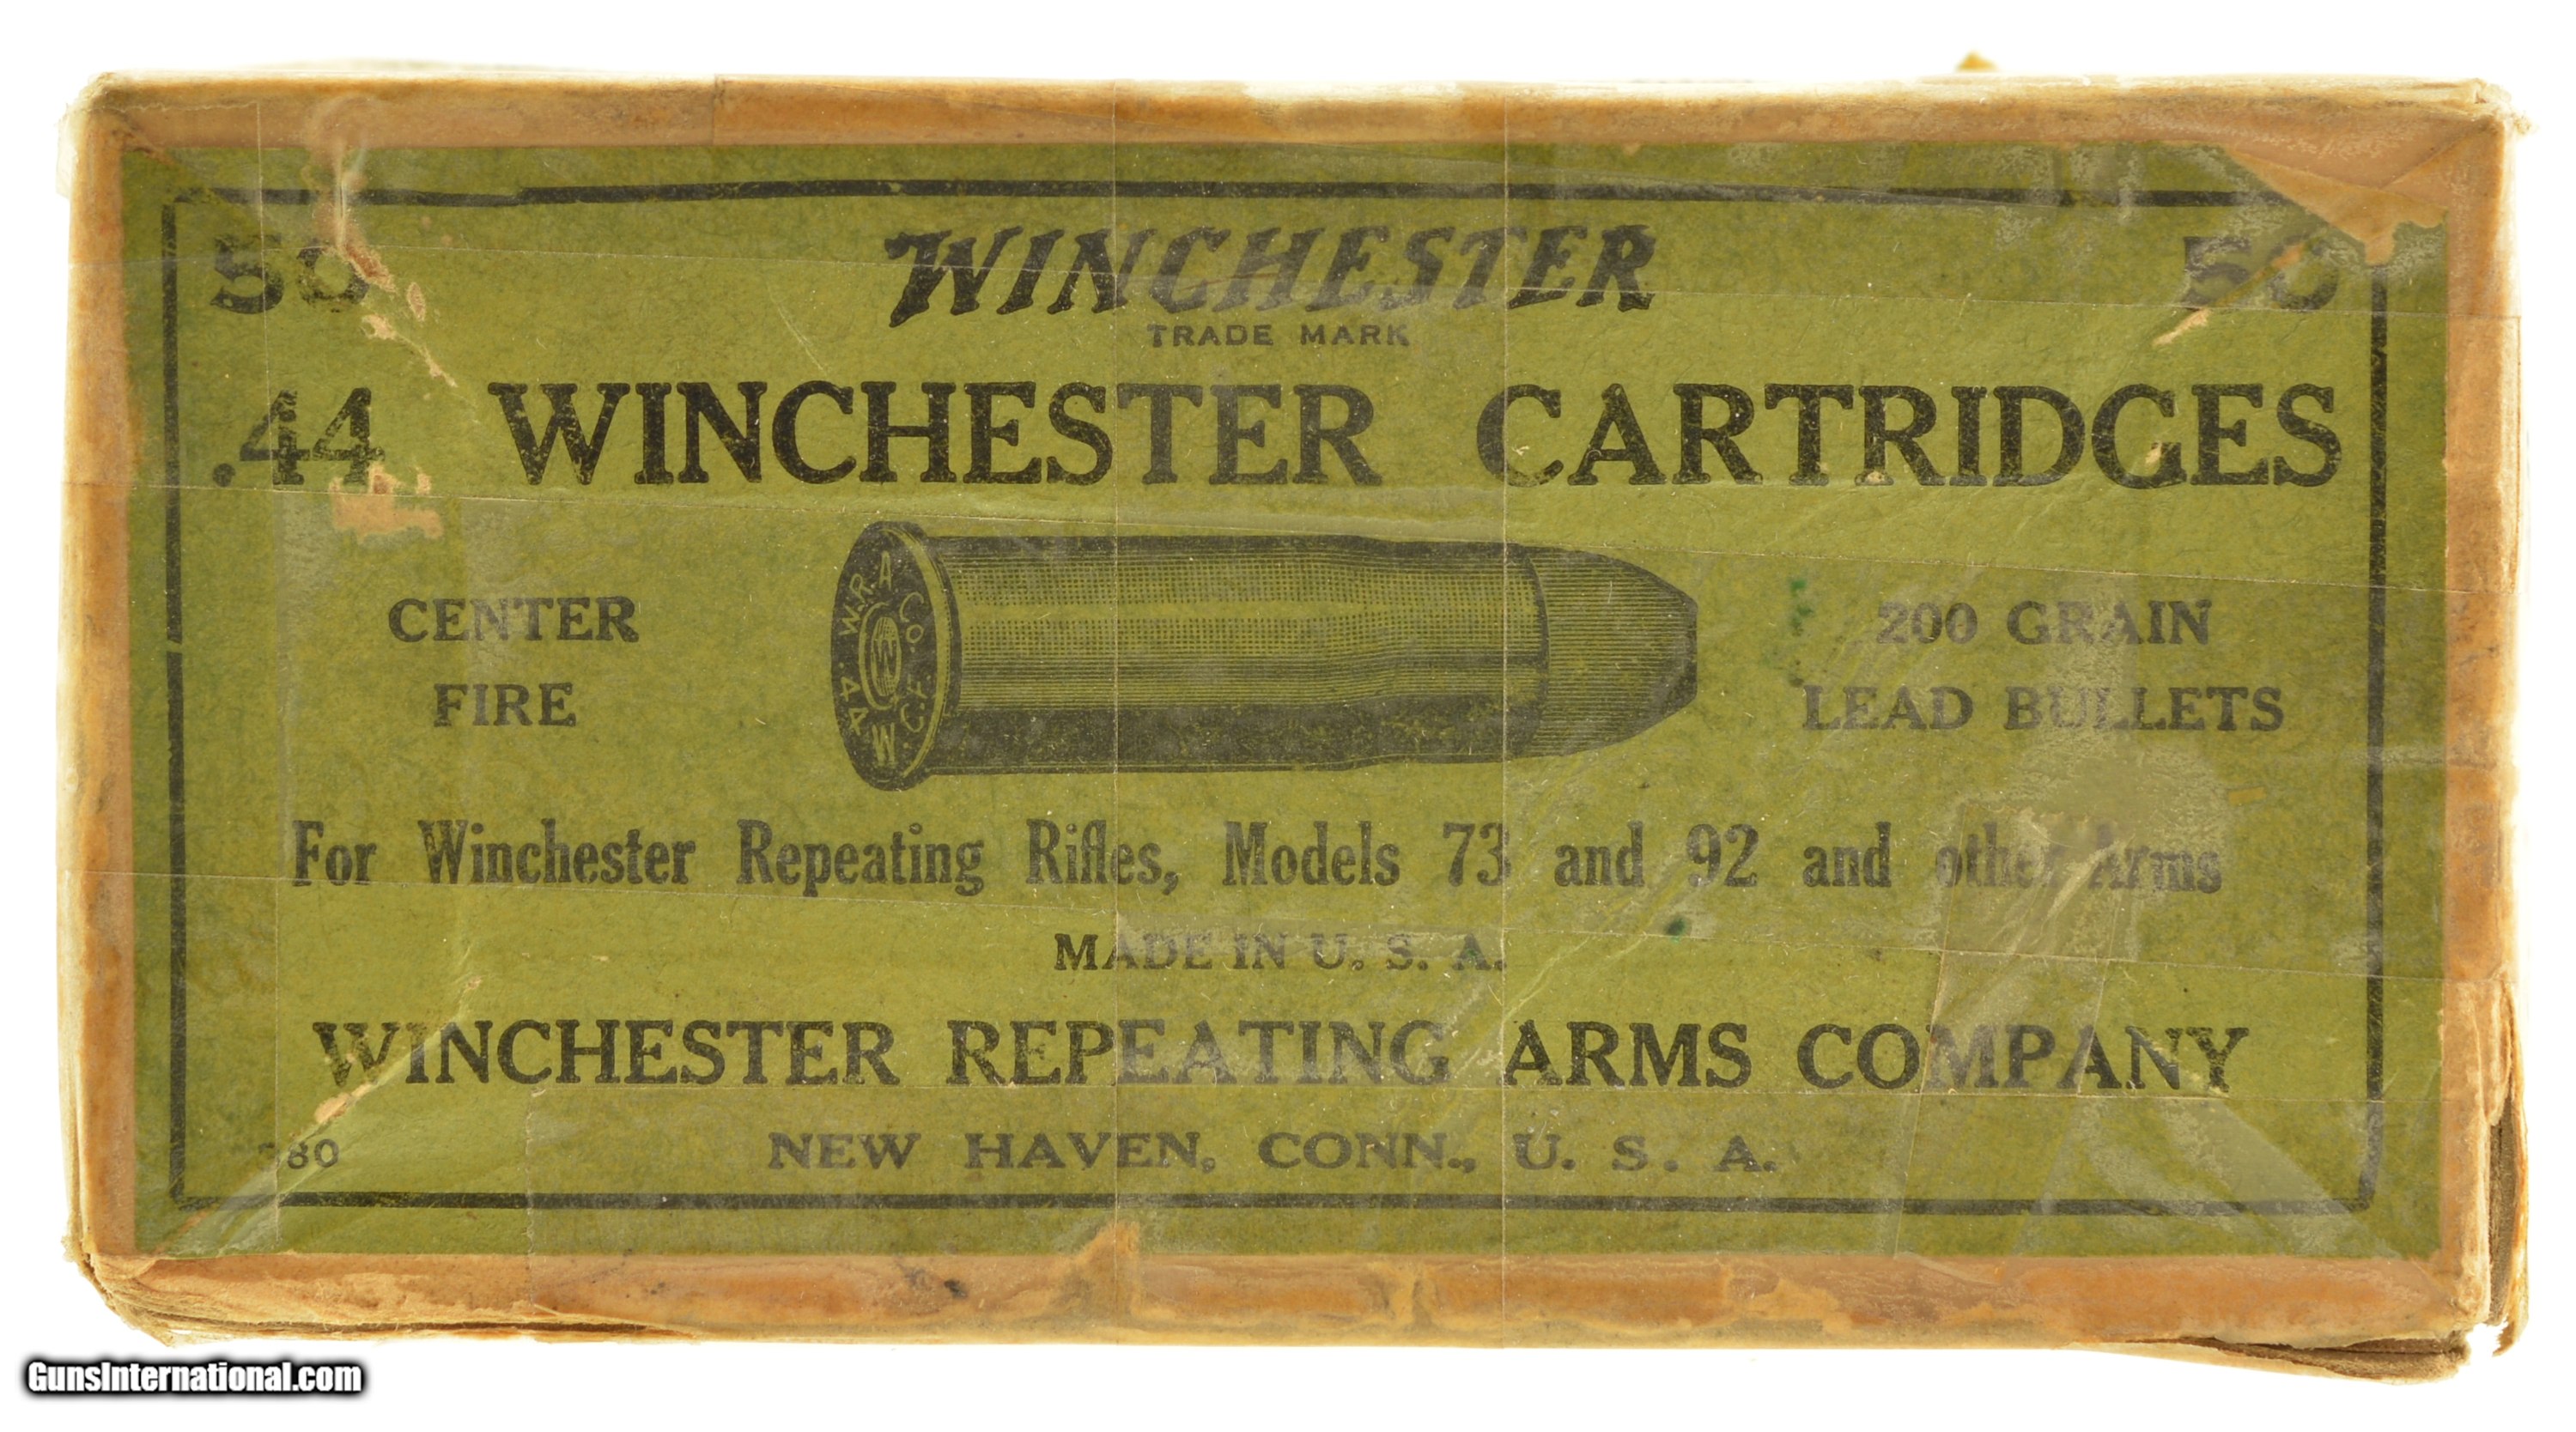 50 WINCHESTER 50
TRADE MARK
.44 WINCHESTER CARTRIDGES
W.R.A. CO.
W
.44 W.C.F.
CENTER
FIRE
200 GRAIN
LEAD BULLETS
For Winchester Repeating Rifles, Models 73 and 92 and other Arms
MADE IN U. S. A.
WINCHESTER REPEATING ARMS COMPANY
80 NEW HAVEN, CONN., U. S. A.
GunsInternational.com